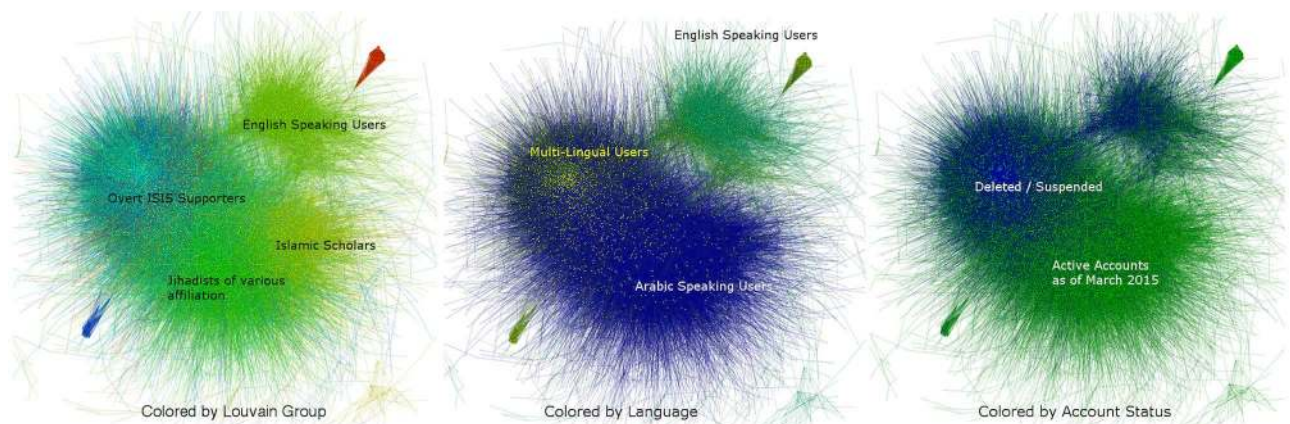 English Speaking Users
Overt ISIS Supporters
Islamic Scholars
Jihadists of various
affiliation
Colored by Louvain Group
English Speaking Users
Multi-Lingual Users
Arabic Speaking Users
Colored by Language
Deleted / Suspended
Active Accounts
as of March 2015
Colored by Account Status